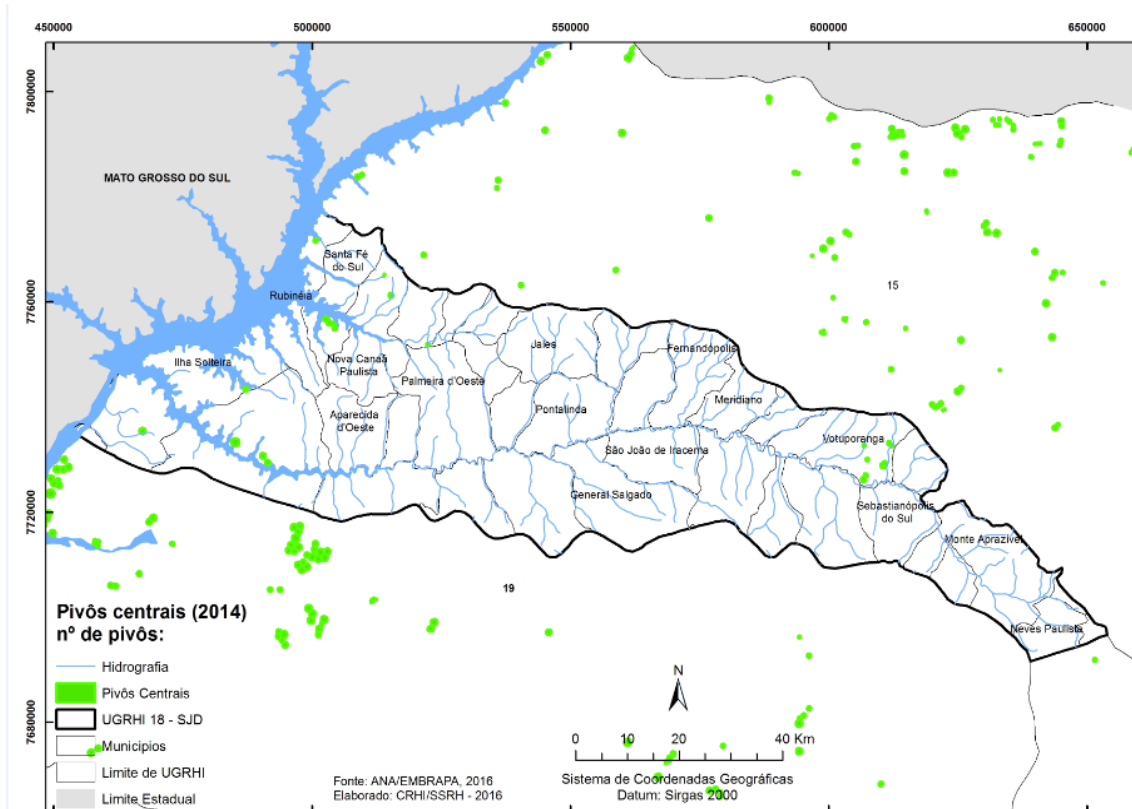 450000
500000
550000
600000
650000
7800000
7760000
7720000
7680000
MATO GROSSO DO SUL
Santa Fé
do Sul
Rubinéia
15
Ilha Solteira
Nova Canaã
Paulista
Jales
Fernandópolis
Palmeira d'Oeste
Meridiano
Aparecida
d'Oeste
Pontalinda
Votuporanga
São João de Iracema
General Salgado
Sebastianópolis
do Sul
Monte Aprazível
19
Neves Paulista
Pivôs centrais (2014)
nº de pivôs:
Hidrografia
Pivôs Centrais
UGRHI 18 - SJD
Municipios
Limite de UGRHI
Limite Estadual
Fonte: ANA/EMBRAPA, 2016
Elaborado: CRHI/SSRH - 2016
N
0 10 20 40 Km
Sistema de Coordenadas Geográficas
Datum: Sirgas 2000